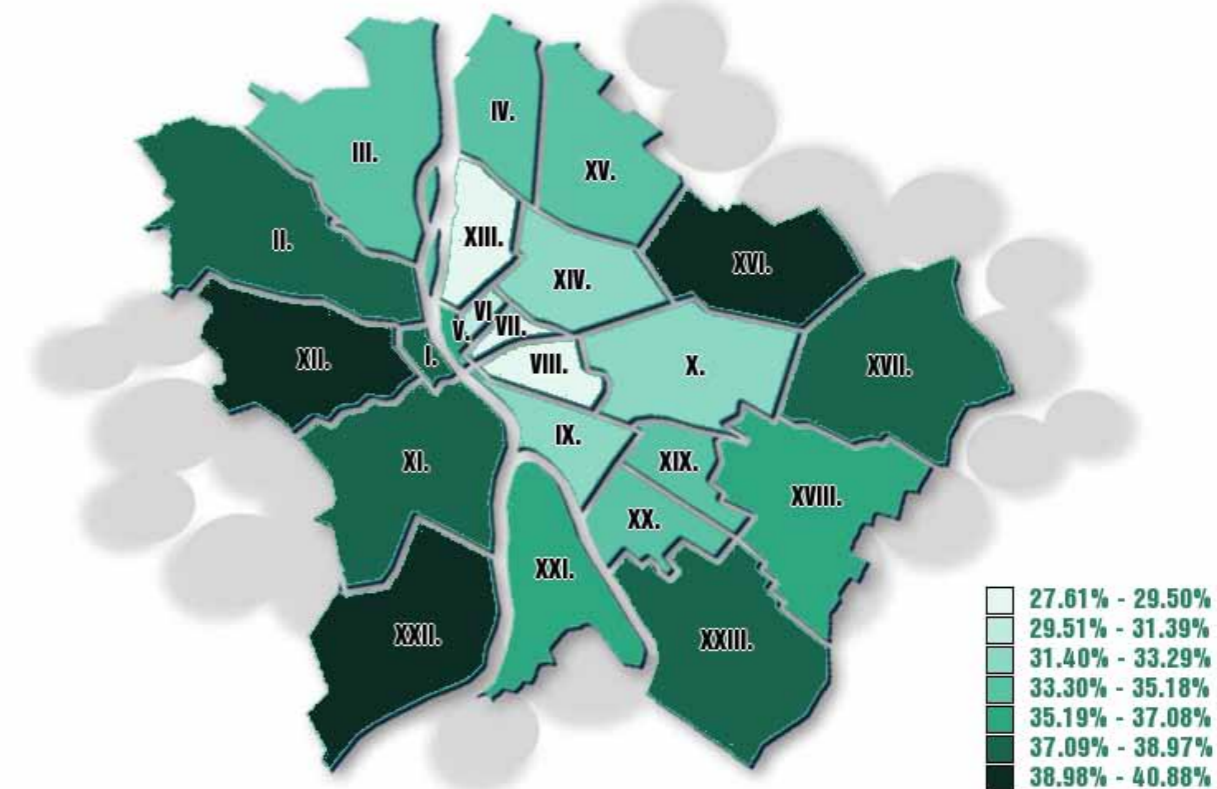 IV.
III.
XV.
XIII.
II.
XVI.
XIV.
VI.
VII.
V.
I.
XII.
VIII.
X.
XVII.
IX.
XI.
XIX.
XVIII.
XX.
XXI.
XXII.
XXIII.
27.61% - 29.50%
29.51% - 31.39%
31.40% - 33.29%
33.30% - 35.18%
35.19% - 37.08%
37.09% - 38.97%
38.98% - 40.88%